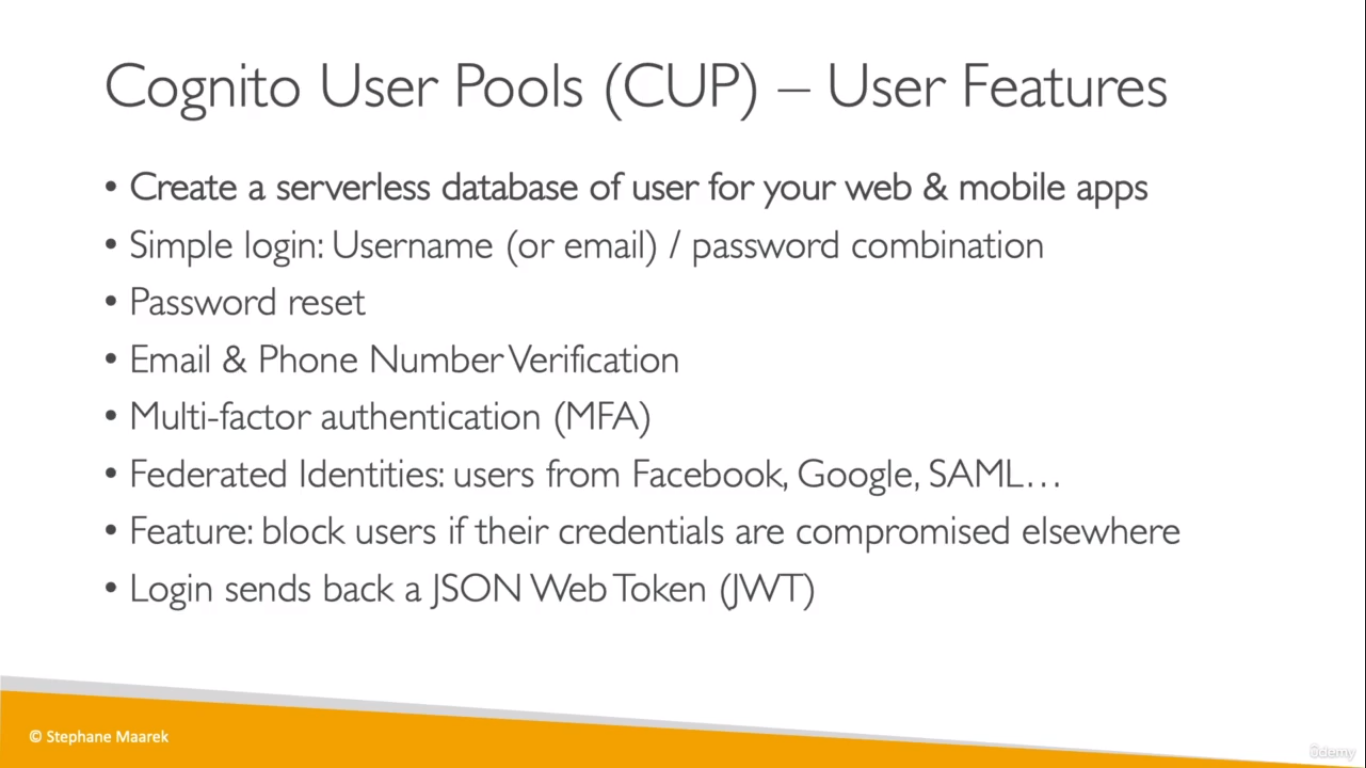 Cognito User Pools (CUP) – User Features
• Create a serverless database of user for your web & mobile apps
• Simple login: Username (or email) / password combination
• Password reset
• Email & Phone Number Verification
• Multi-factor authentication (MFA)
• Federated Identities: users from Facebook, Google, SAML…
• Feature: block users if their credentials are compromised elsewhere
• Login sends back a JSON Web Token (JWT)
© Stephane Maarek
Udemy